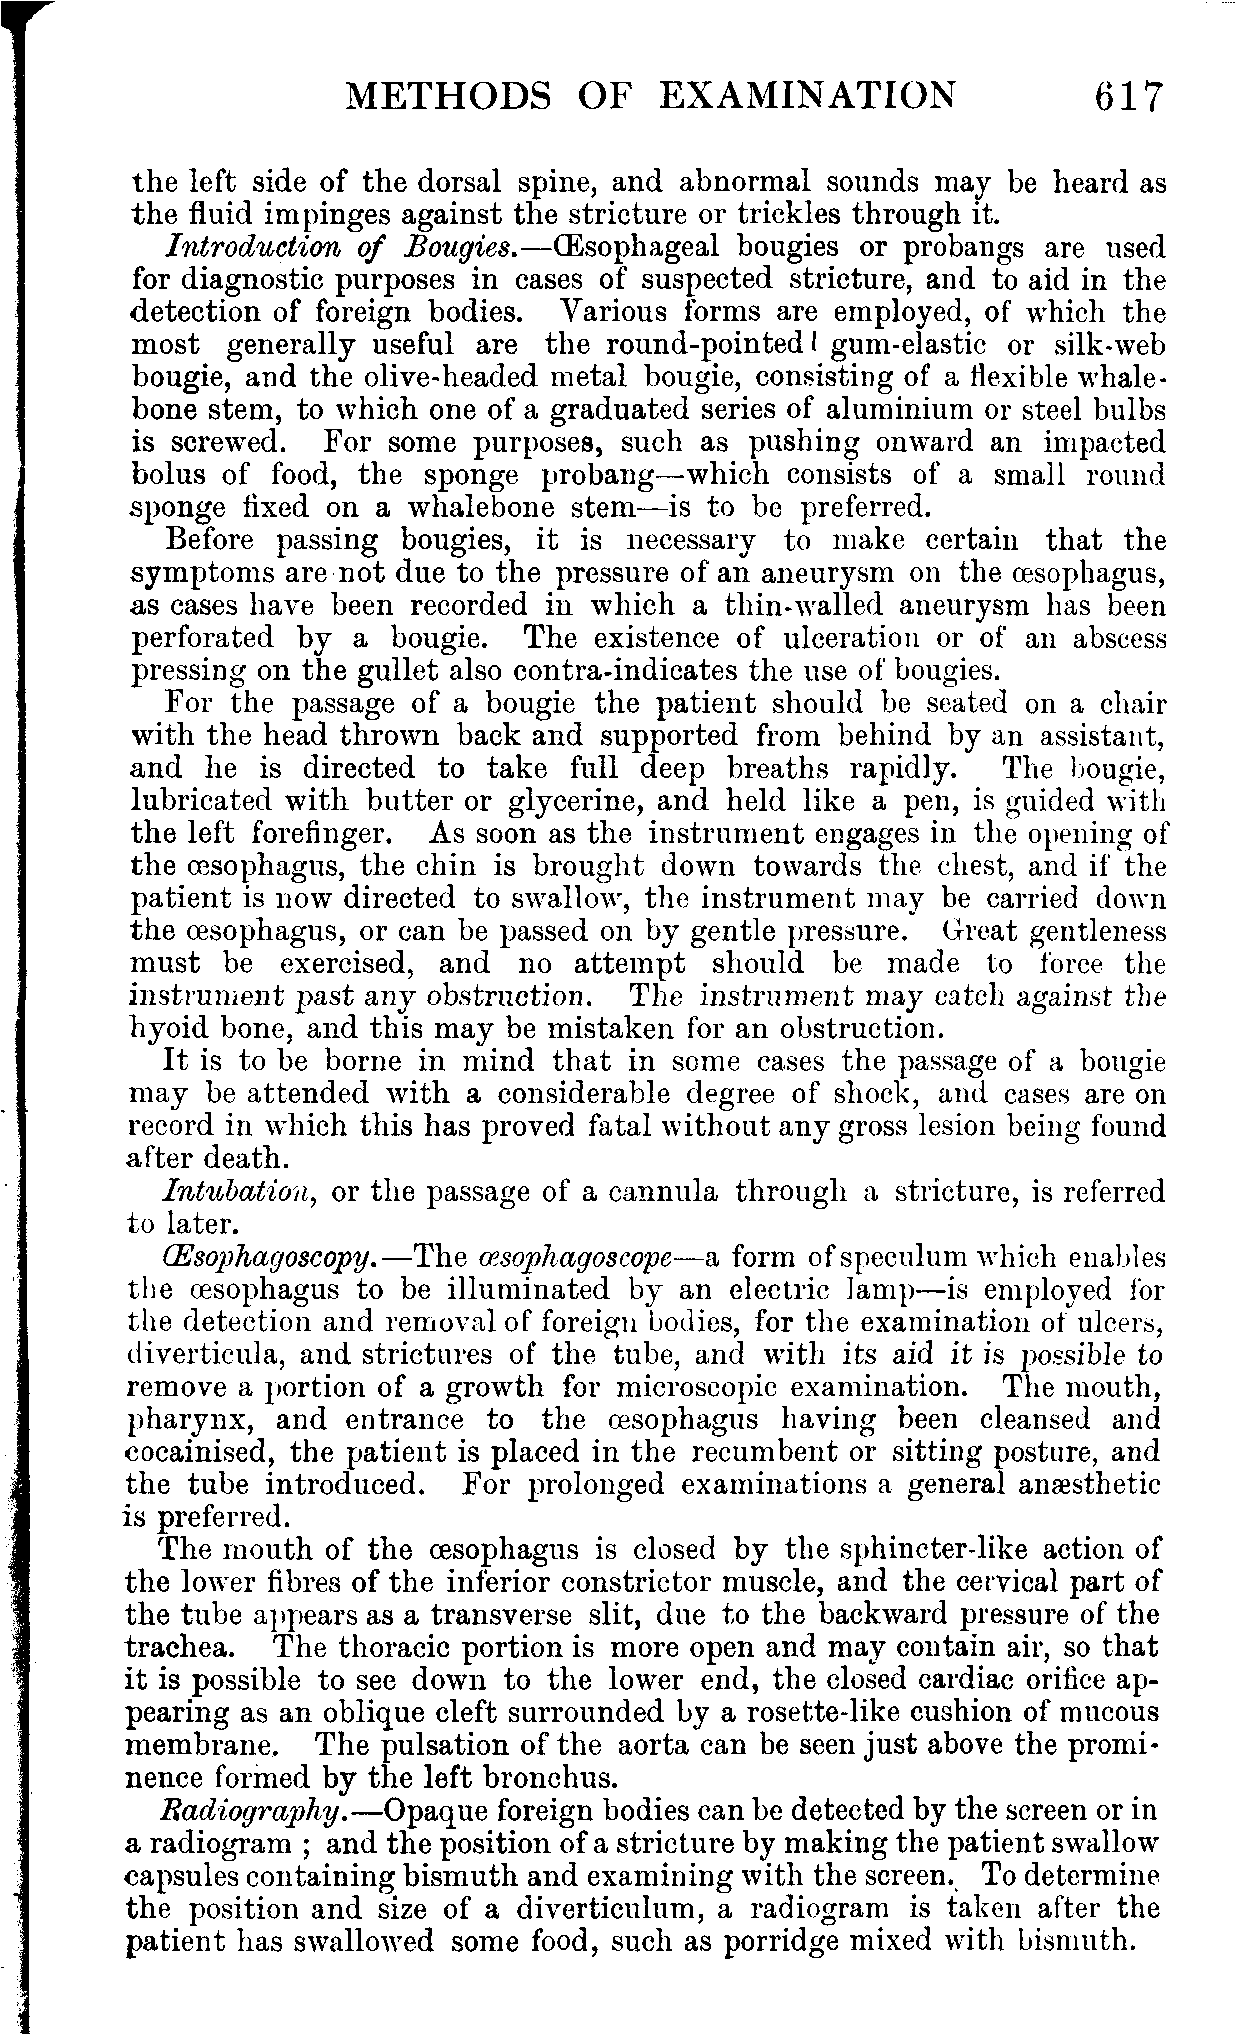 METHODS OF EXAMINATION 617
the left side of the dorsal spine, and abnormal sounds may be heard as
the fluid impinges against the stricture or trickles through it.
Introduction of Bougies.—Œsophageal bougies or probangs are used
for diagnostic purposes in cases of suspected stricture, and to aid in the
detection of foreign bodies. Various forms are employed, of which the
most generally useful are the round-pointed gum-elastic or silk-web
bougie, and the olive-headed metal bougie, consisting of a flexible whale-
bone stem, to which one of a graduated series of aluminium or steel bulbs
is screwed. For some purposes, such as pushing onward an impacted
bolus of food, the sponge probang—which consists of a small round
sponge fixed on a whalebone stem—is to be preferred.
Before passing bougies, it is necessary to make certain that the
symptoms are not due to the pressure of an aneurysm on the œsophagus,
as cases have been recorded in which a thin-walled aneurysm has been
perforated by a bougie. The existence of ulceration or of an abscess
pressing on the gullet also contra-indicates the use of bougies.
For the passage of a bougie the patient should be seated on a chair
with the head thrown back and supported from behind by an assistant,
and he is directed to take full deep breaths rapidly. The bougie,
lubricated with butter or glycerine, and held like a pen, is guided with
the left forefinger. As soon as the instrument engages in the opening of
the œsophagus, the chin is brought down towards the chest, and if the
patient is now directed to swallow, the instrument may be carried down
the œsophagus, or can be passed on by gentle pressure. Great gentleness
must be exercised, and no attempt should be made to force the
instrument past any obstruction. The instrument may catch against the
hyoid bone, and this may be mistaken for an obstruction.
It is to be borne in mind that in some cases the passage of a bougie
may be attended with a considerable degree of shock, and cases are on
record in which this has proved fatal without any gross lesion being found
after death.
Intubation, or the passage of a cannula through a stricture, is referred
to later.
Œsophagoscopy.—The œsophagoscope—a form of speculum which enables
the œsophagus to be illuminated by an electric lamp—is employed for
the detection and removal of foreign bodies, for the examination of ulcers,
diverticula, and strictures of the tube, and with its aid it is possible to
remove a portion of a growth for microscopic examination. The mouth,
pharynx, and entrance to the œsophagus having been cleansed and
cocainised, the patient is placed in the recumbent or sitting posture, and
the tube introduced. For prolonged examinations a general anæsthetic
is preferred.
The mouth of the œsophagus is closed by the sphincter-like action of
the lower fibres of the inferior constrictor muscle, and the cervical part of
the tube appears as a transverse slit, due to the backward pressure of the
trachea. The thoracic portion is more open and may contain air, so that
it is possible to see down to the lower end, the closed cardiac orifice ap-
pearing as an oblique cleft surrounded by a rosette-like cushion of mucous
membrane. The pulsation of the aorta can be seen just above the promi-
nence formed by the left bronchus.
Radiography.—Opaque foreign bodies can be detected by the screen or in
a radiogram ; and the position of a stricture by making the patient swallow
capsules containing bismuth and examining with the screen. To determine
the position and size of a diverticulum, a radiogram is taken after the
patient has swallowed some food, such as porridge mixed with bismuth.